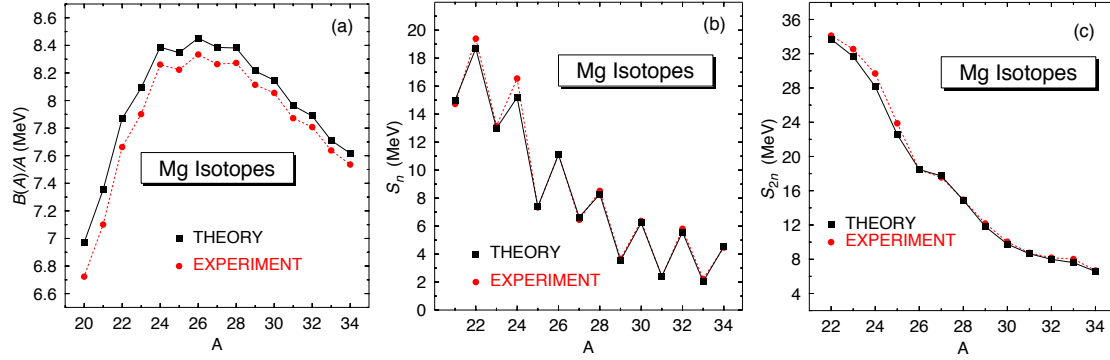 (a)
Mg Isotopes
THEORY
EXPERIMENT
B(A)/A (MeV)
8.8
8.6
8.4
8.2
8
7.8
7.6
7.4
7.2
7
6.8
6.6
20 22 24 26 28 30 32 34
A
(b)
Mg Isotopes
THEORY
EXPERIMENT
Sn (MeV)
20
18
16
14
12
10
8
6
4
2
0
22 24 26 28 30 32 34
A
(c)
Mg Isotopes
THEORY
EXPERIMENT
S2n (MeV)
36
32
28
24
20
16
12
8
4
22 24 26 28 30 32 34
A